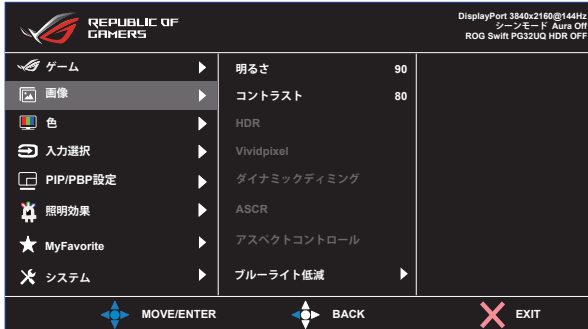 REPUBLIC OF
GAMERS
DisplayPort 3840x2160@144Hz
シーンモード Aura Off
ROG Swift PG32UQ HDR OFF
ゲーム
画像
色
入力選択
PIP/PBP設定
照明効果
MyFavorite
システム
明るさ 90
コントラスト 80
HDR
Vividpixel
ダイナミックディミング
ASCR
アスペクトコントロール
ブルーライト低減
MOVE/ENTER
BACK
EXIT